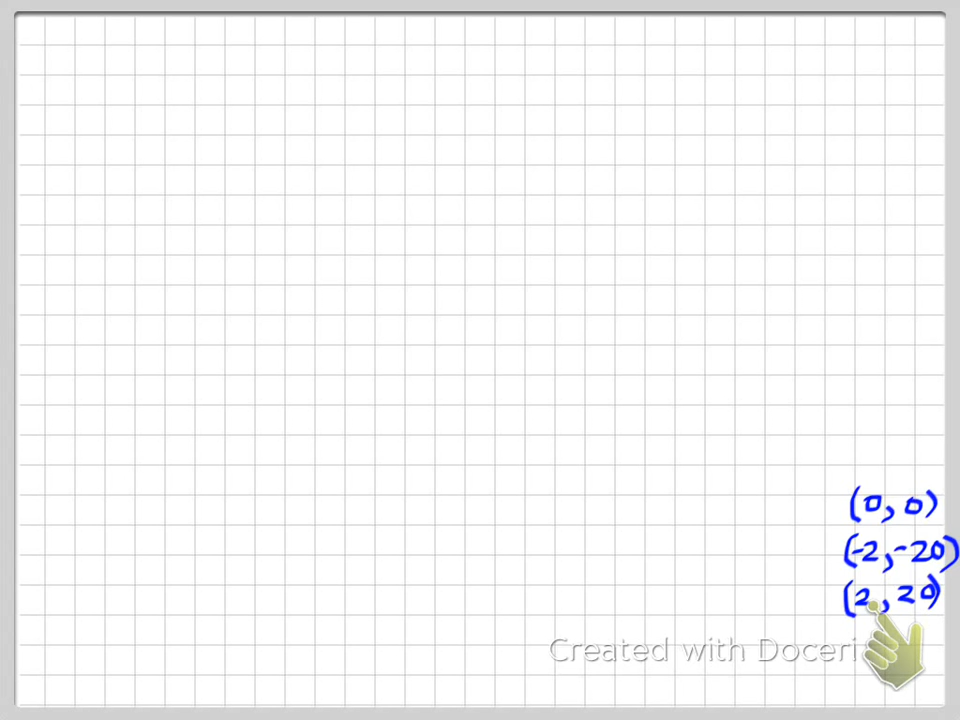 (0, 0)
(-2, -20)
(2, 20)
Created with Doceri